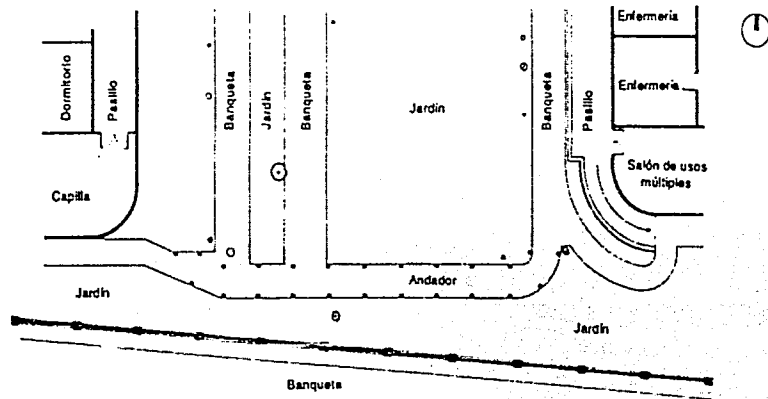 Enfermería
Dormitorio
Pasillo
Banqueta
Jardín
Banqueta
Jardín
Banqueta
Pasillo
Enfermería
Capilla
Salón de usos
múltiples
Andador
Jardín
Jardín
Banqueta